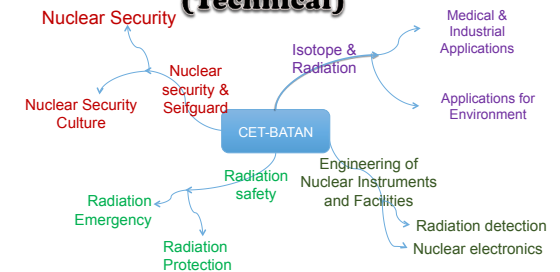 (Technical)
Nuclear Security
Medical &
Industrial
Applications
Isotope &
Radiation
Nuclear
security &
Seifguard
Nuclear Security
Culture
Applications for
Environment
CET-BATAN
Engineering of
Nuclear Instruments
and Facilities
Radiation
safety
Radiation
Emergency
Radiation detection
Nuclear electronics
Radiation
Protection